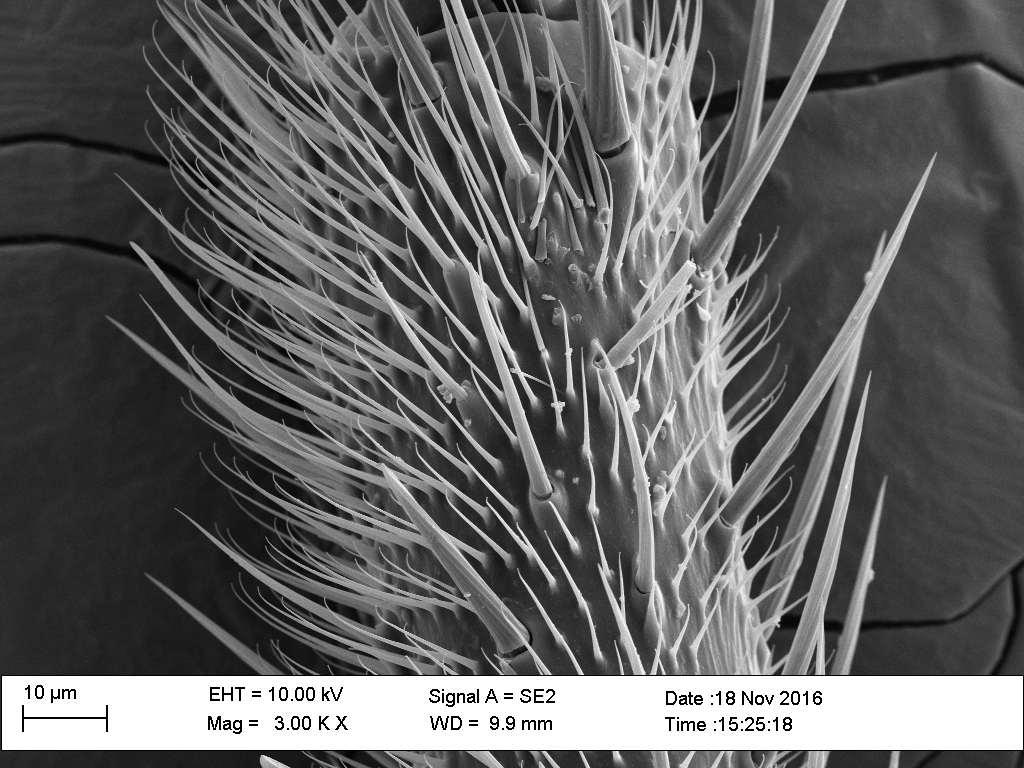 10 µm
EHT = 10.00 kV
Signal A = SE2
Date :18 Nov 2016
Mag = 3.00 K X
WD = 9.9 mm
Time :15:25:18